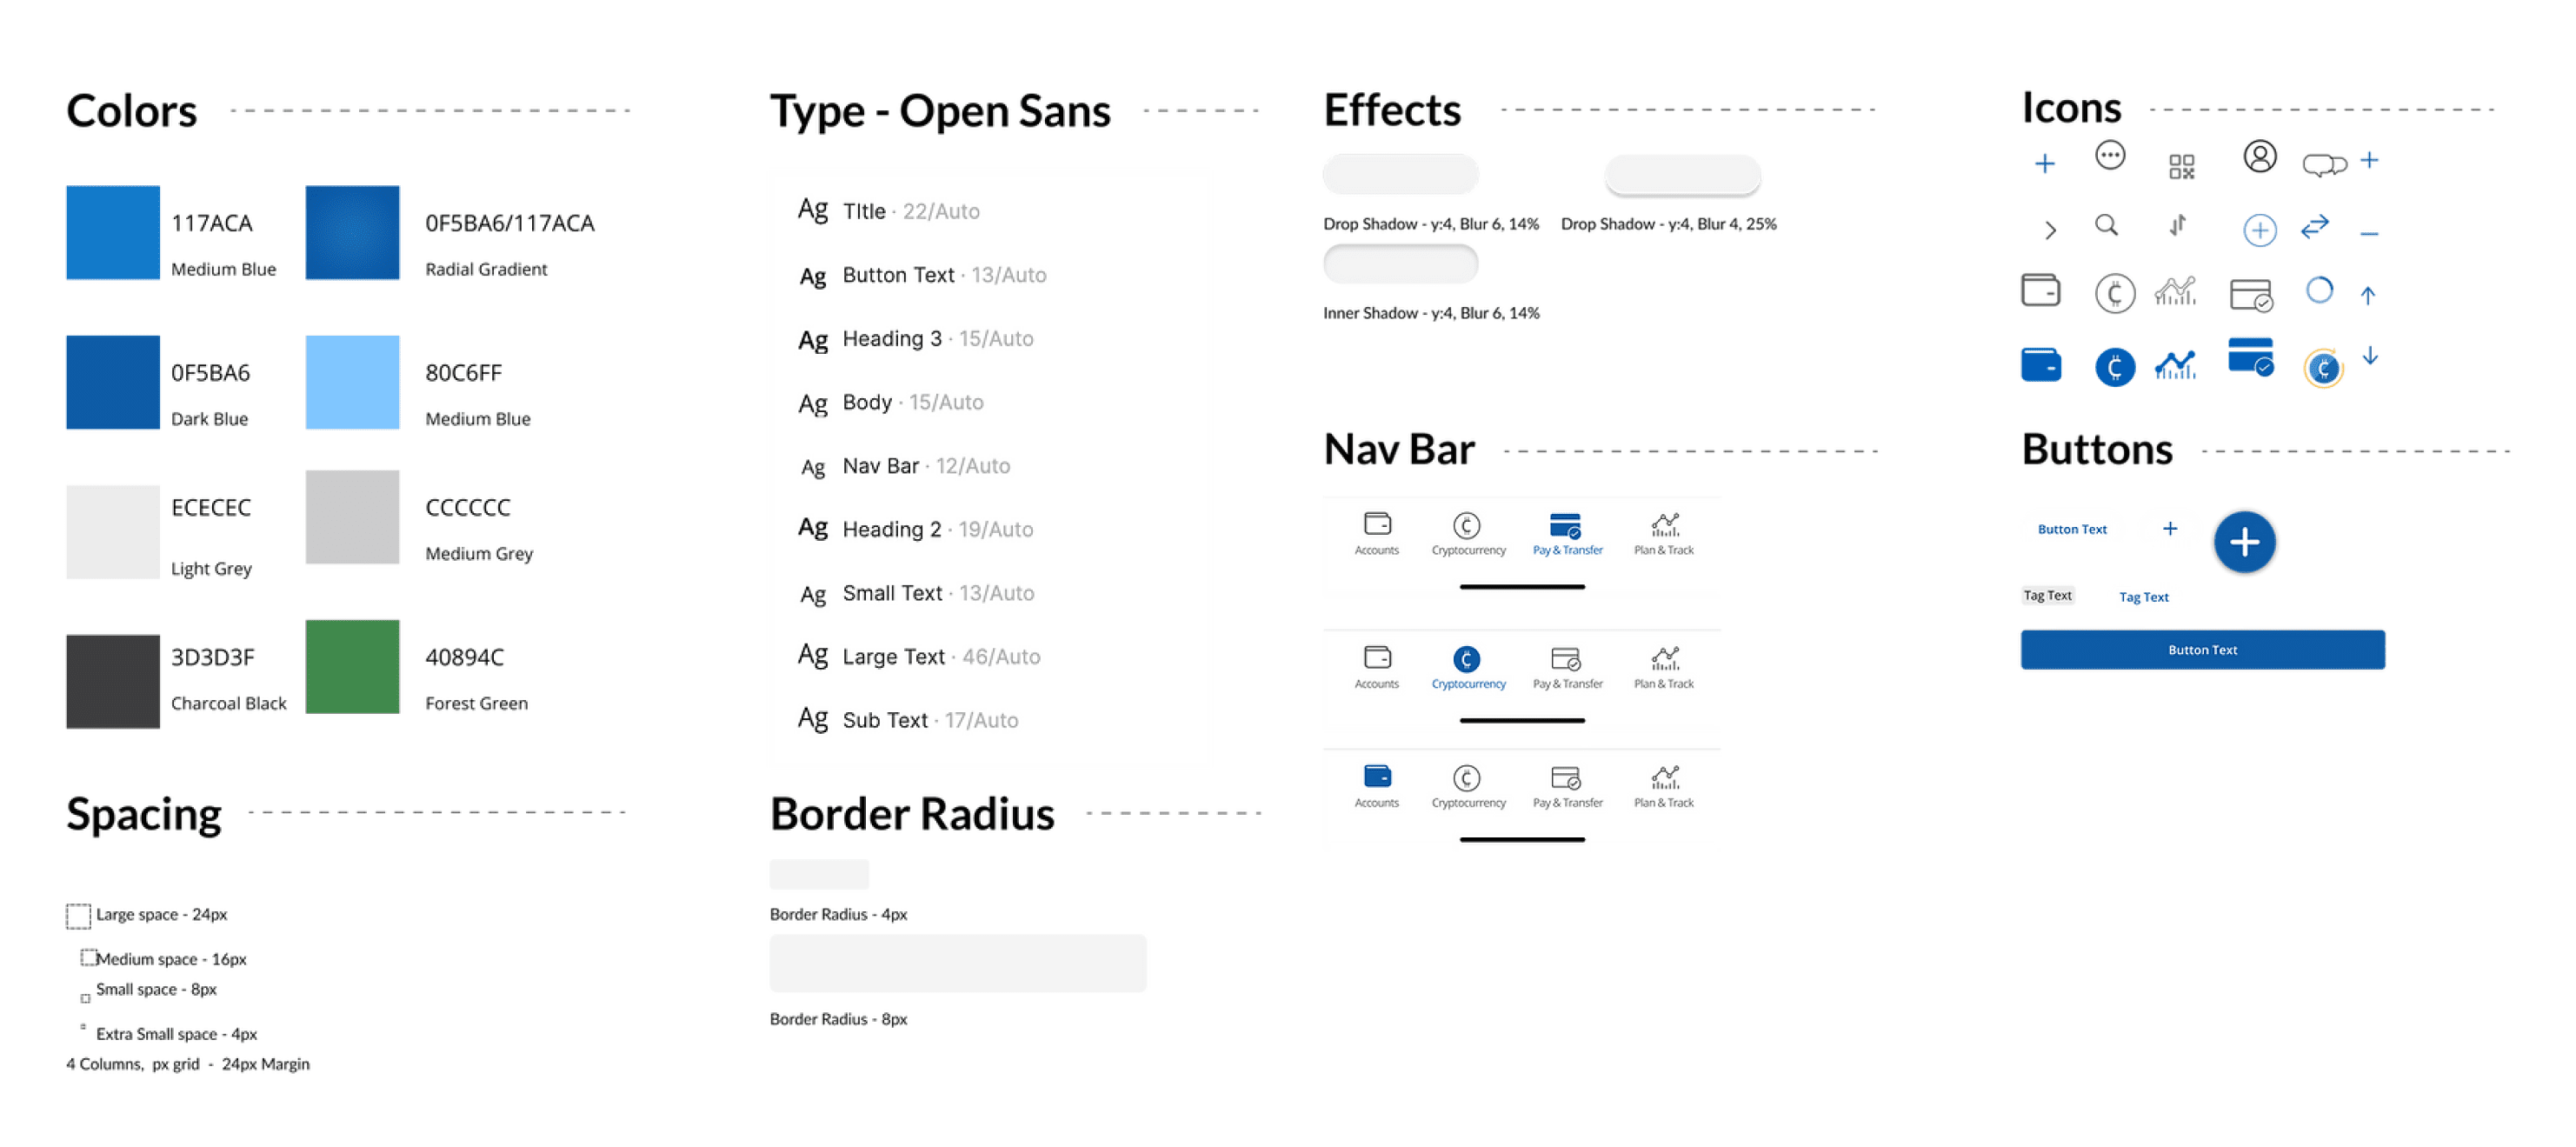 Colors
117ACA
Medium Blue
0F5BA6/117ACA
Radial Gradient
0F5BA6
Dark Blue
80C6FF
Medium Blue
ECECEC
Light Grey
CCCCCC
Medium Grey
3D3D3F
Charcoal Black
40894C
Forest Green
Spacing
Large space - 24px
Medium space - 16px
Small space - 8px
Extra Small space - 4px
4 Columns, px grid - 24px Margin
Type - Open Sans
Ag TItle · 22/Auto
Ag Button Text · 13/Auto
Ag Heading 3 · 15/Auto
Ag Body · 15/Auto
Ag Nav Bar · 12/Auto
Ag Heading 2 · 19/Auto
Ag Small Text · 13/Auto
Ag Large Text · 46/Auto
Ag Sub Text · 17/Auto
Border Radius
Border Radius - 4px
Border Radius - 8px
Effects
Drop Shadow - y:4, Blur 6, 14%
Drop Shadow - y:4, Blur 4, 25%
Inner Shadow - y:4, Blur 6, 14%
Nav Bar
Accounts Cryptocurrency Pay & Transfer Plan & Track
Accounts Cryptocurrency Pay & Transfer Plan & Track
Accounts Cryptocurrency Pay & Transfer Plan & Track
Icons
Buttons
Button Text
Tag Text
Tag Text
Button Text